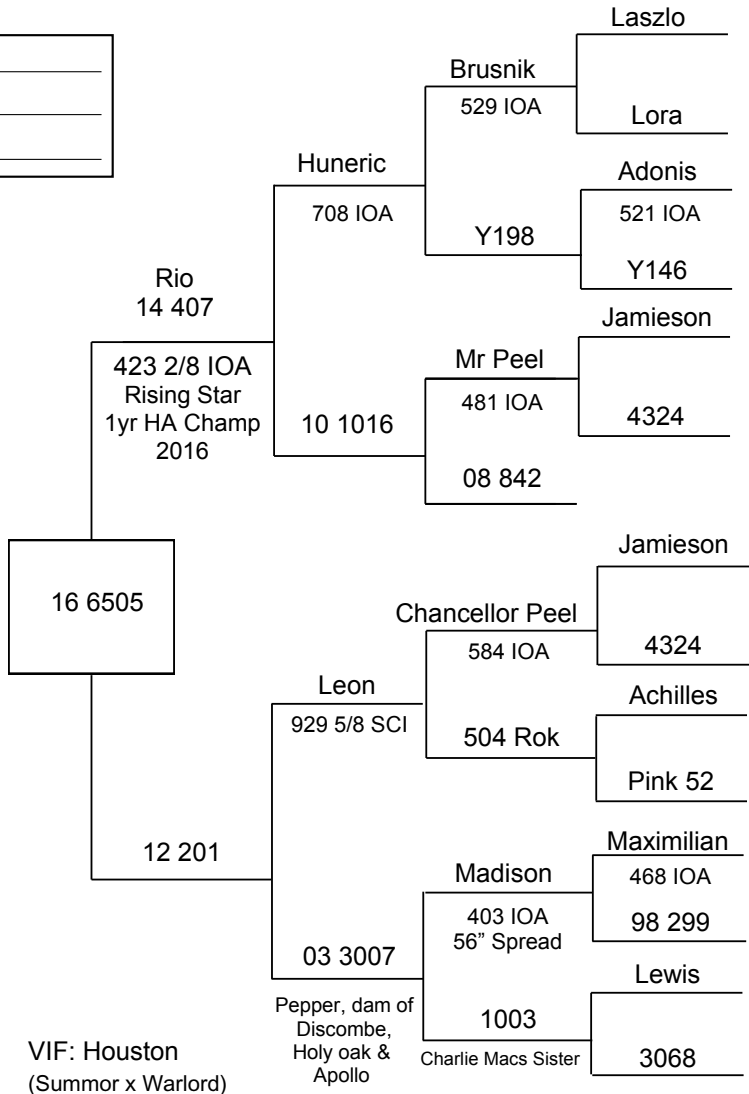 Laszlo
Brusnik
529 IOA
Lora
Huneric
708 IOA
Adonis
521 IOA
Y198
Y146
Rio
14 407
423 2/8 IOA
Rising Star
1yr HA Champ
2016
Jamieson
Mr Peel
481 IOA
4324
10 1016
08 842
16 6505
Jamieson
Chancellor Peel
584 IOA
4324
Leon
929 5/8 SCI
Achilles
504 Rok
Pink 52
12 201
Maximilian
468 IOA
Madison
403 IOA
56” Spread
98 299
03 3007
Pepper, dam of
Discombe,
Holy oak &
Apollo
Lewis
1003
Charlie Macs Sister
3068
VIF: Houston
(Summor x Warlord)